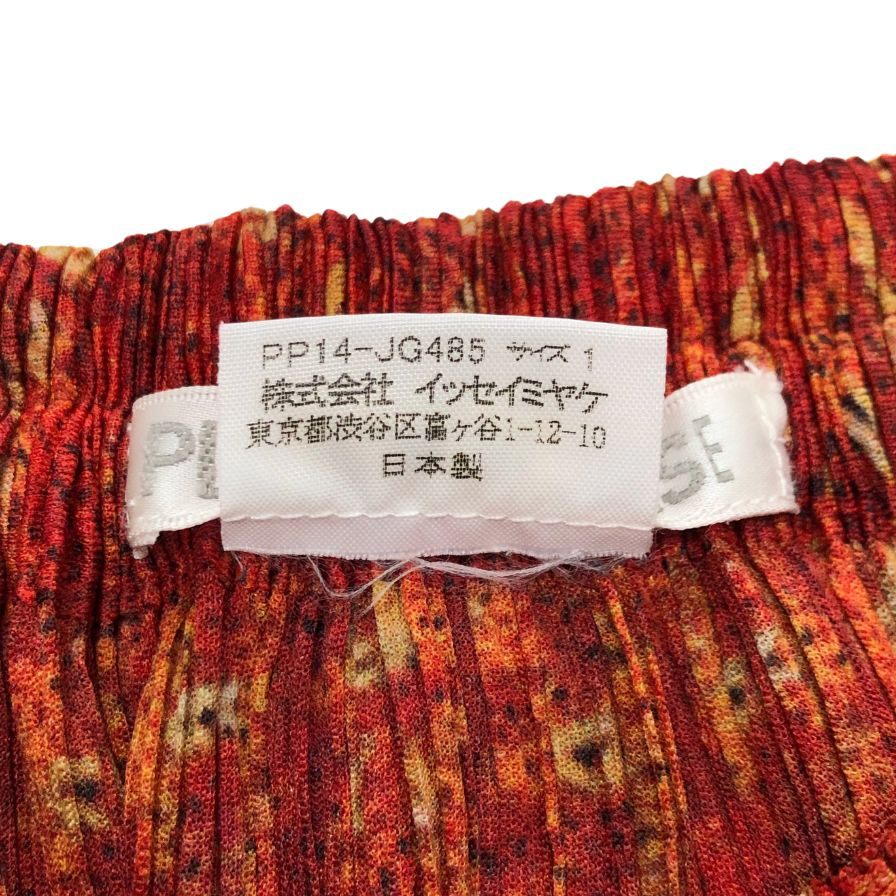 PP14-JG485 サイズ 1
株式会社 イッセイミヤケ
東京都渋谷区富ヶ谷1-12-10
日本製